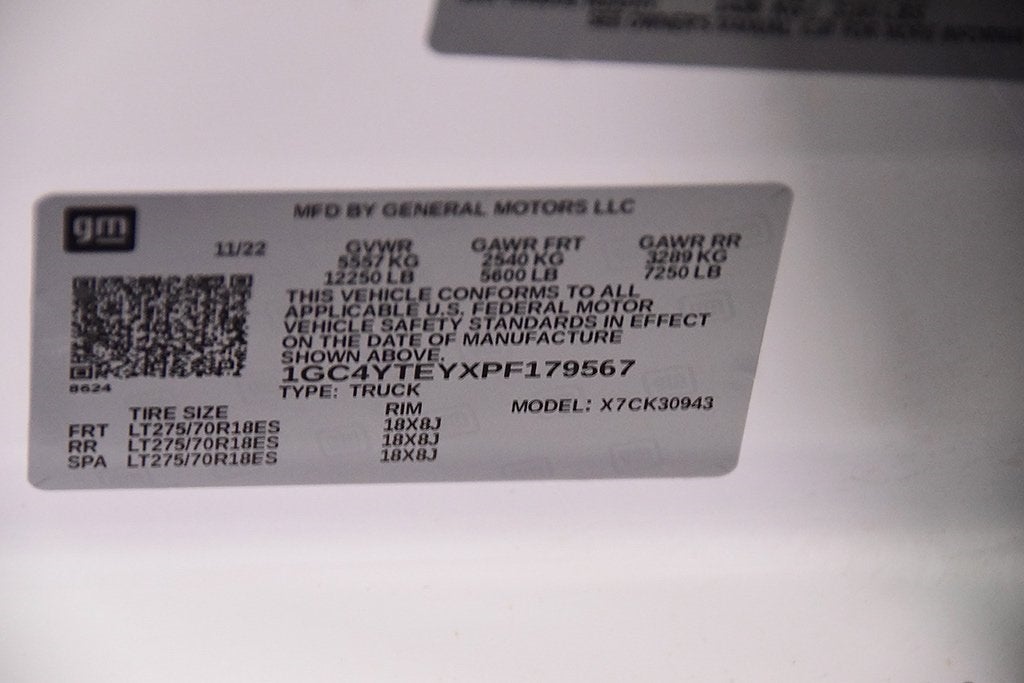 SEE OWNER'S MANUAL
gm
MFD BY GENERAL MOTORS LLC
11/22 GVWR GAWR FRT GAWR RR
5557 KG 2540 KG 3289 KG
12250 LB 5600 LB 7250 LB
THIS VEHICLE CONFORMS TO ALL
APPLICABLE U.S. FEDERAL MOTOR
VEHICLE SAFETY STANDARDS IN EFFECT
ON THE DATE OF MANUFACTURE
SHOWN ABOVE.
8624
1GC4YTEYXPF179567
TYPE: TRUCK
TIRE SIZE RIM MODEL: X7CK30943
FRT LT275/70R18ES 18X8J
RR LT275/70R18ES 18X8J
SPA LT275/70R18ES 18X8J